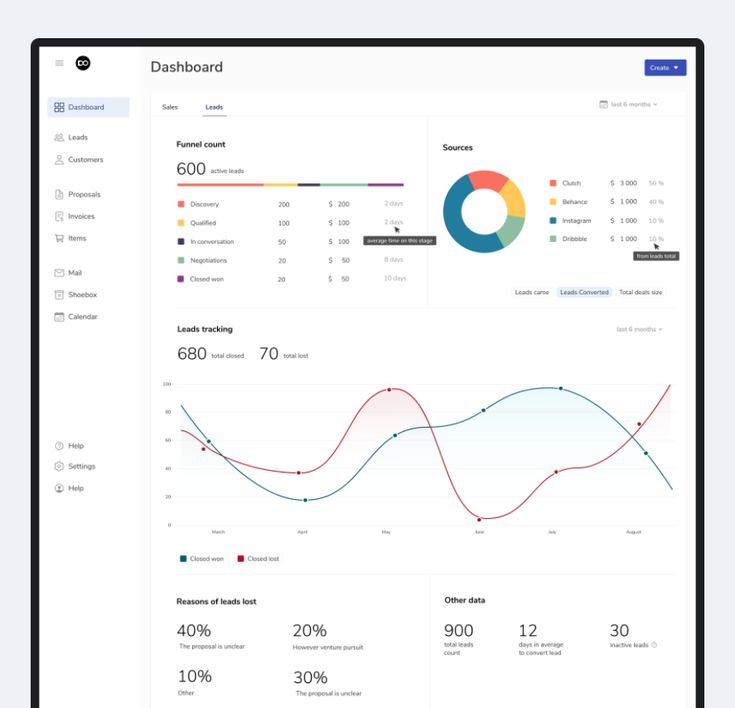 DO
Dashboard
Create
Dashboard
Leads
Customers
Proposals
Invoices
Items
Mail
Shoebox
Calendar
Help
Settings
Help
Sales
Leads
last 6 months
Funnel count
600 active leads
Discovery 200 $ 200 2 days
Qualified 100 $ 100 2 days
average time on this stage
In conversation 50 $ 100
Negotiations 20 $ 50 8 days
Closed won 20 $ 50 10 days
Sources
Clutch $ 3 000 50 %
Behance $ 1 000 40 %
Instagram $ 1 000 10 %
Dribbble $ 1 000 10 %
from leads total
Leads came Leads Converted Total deals size
Leads tracking
last 6 months
680 total closed 70 total lost
100
80
60
40
20
0
March April May June July August
Closed won Closed lost
Reasons of leads lost
40% 20%
The proposal is unclear However venture pursuit
10% 30%
Other The proposal is unclear
Other data
900 12 30
total leads days in average inactive leads
count to convert lead